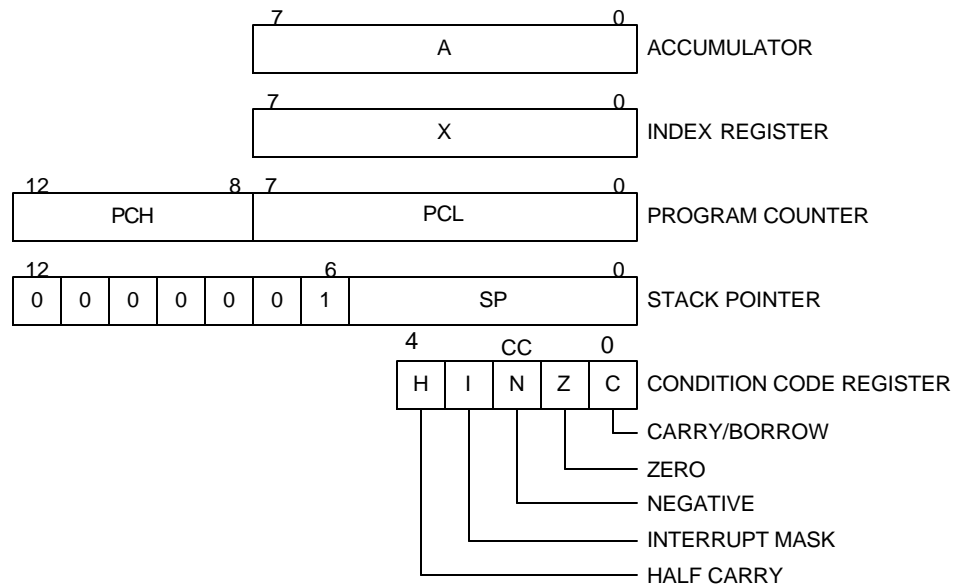 7 0
A ACCUMULATOR
7 0
X INDEX REGISTER
12 8 7 0
PCH PCL PROGRAM COUNTER
12 6 0
0 0 0 0 0 0 1 SP STACK POINTER
4 CC 0
H I N Z C CONDITION CODE REGISTER
CARRY/BORROW
ZERO
NEGATIVE
INTERRUPT MASK
HALF CARRY